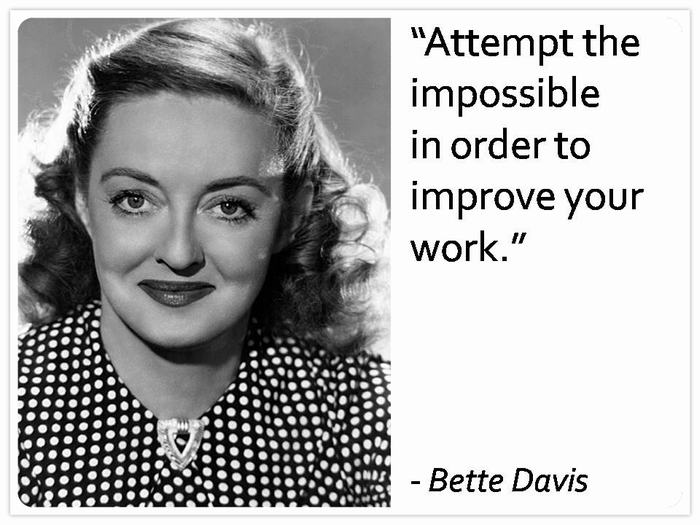 “Attempt the
impossible
in order to
improve your
work.”
- Bette Davis